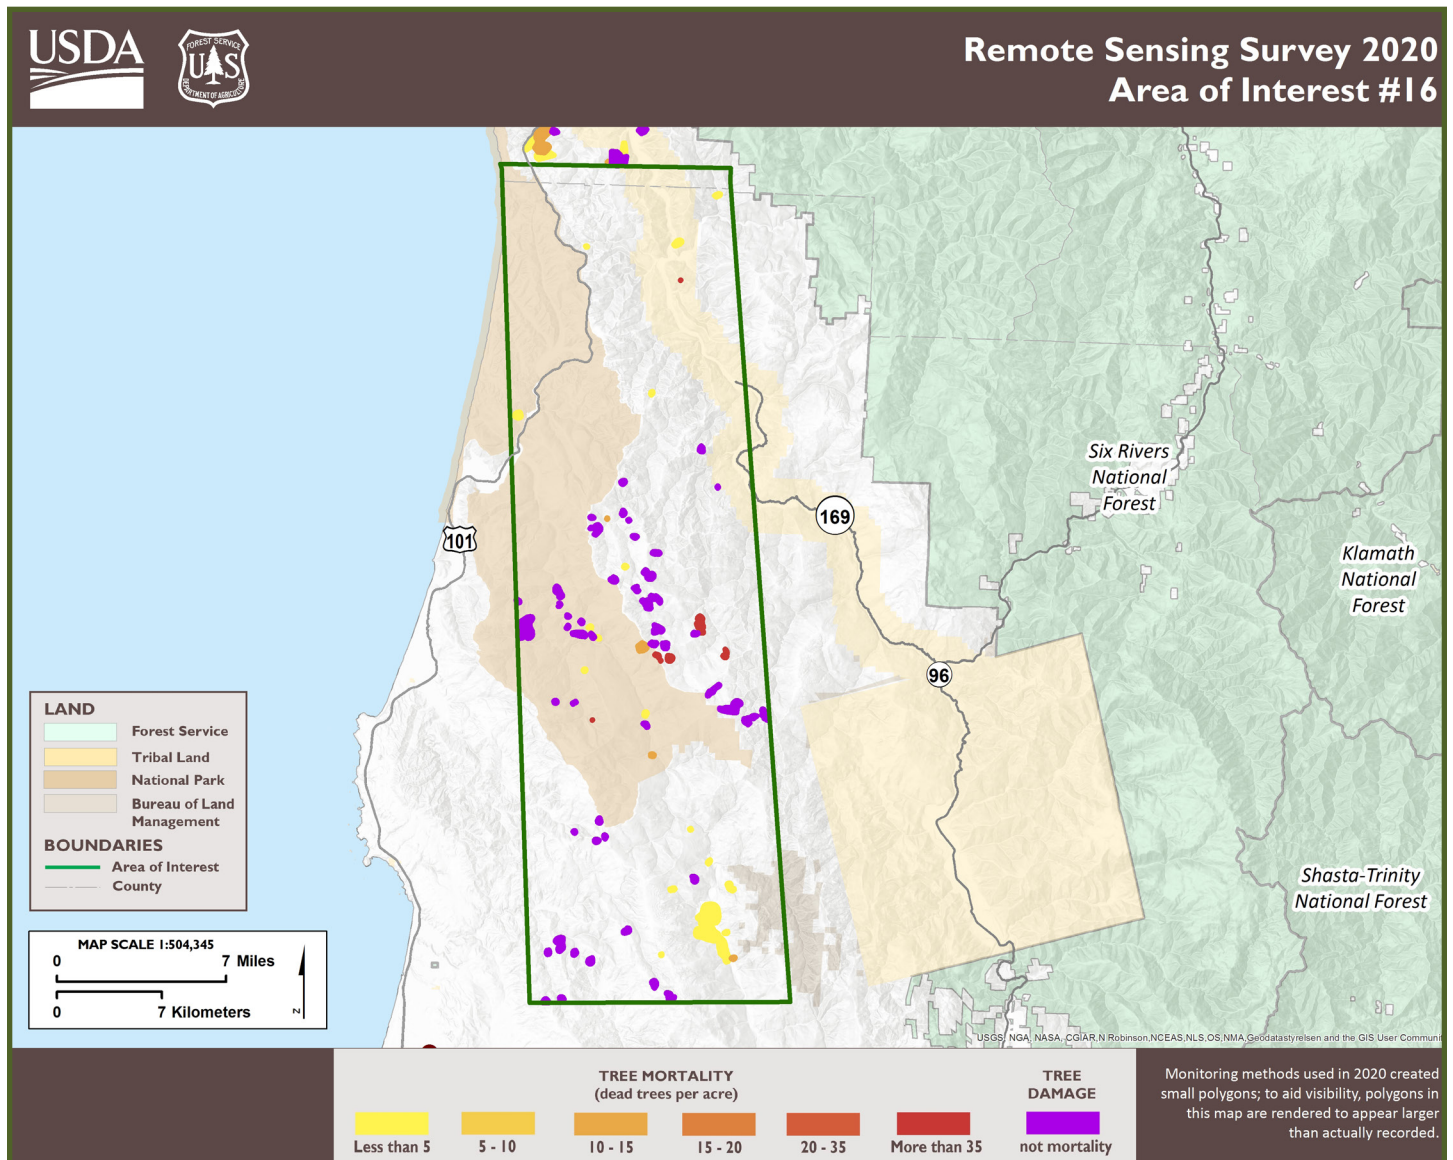 USDA
FOREST SERVICE
U S
DEPARTMENT OF AGRICULTURE
Remote Sensing Survey 2020
Area of Interest #16
Six Rivers
National
Forest
169
101
Klamath
National
Forest
96
Shasta-Trinity
National Forest
LAND
Forest Service
Tribal Land
National Park
Bureau of Land
Management
BOUNDARIES
Area of Interest
County
MAP SCALE 1:504,345
0 7 Miles
0 7 Kilometers
N
USGS, NGA, NASA, CGIAR,N Robinson,NCEAS,NLS,OS,NMA,Geodatastyrelsen and the GIS User Communi
TREE MORTALITY
(dead trees per acre)
Less than 5
5 - 10
10 - 15
15 - 20
20 - 35
More than 35
TREE
DAMAGE
not mortality
Monitoring methods used in 2020 created
small polygons; to aid visibility, polygons in
this map are rendered to appear larger
than actually recorded.